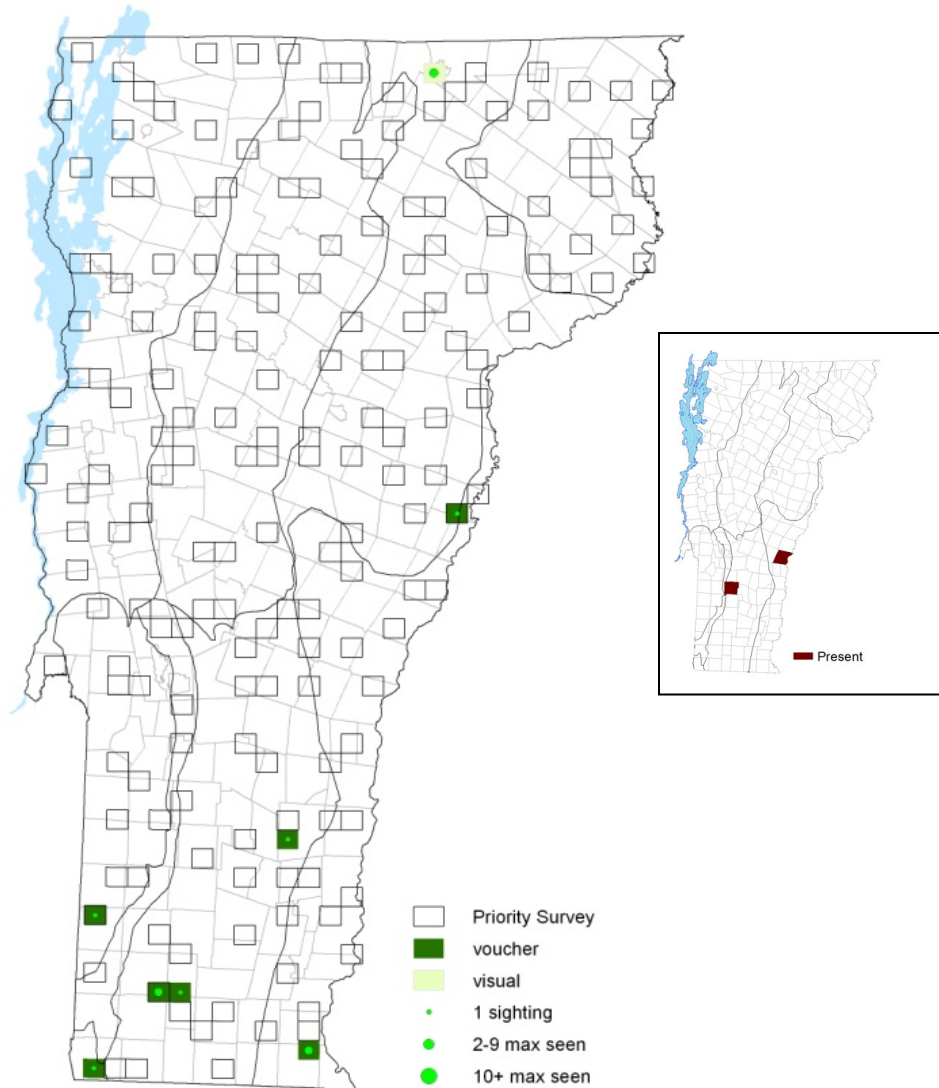 Present
Priority Survey
voucher
visual
1 sighting
2-9 max seen
10+ max seen